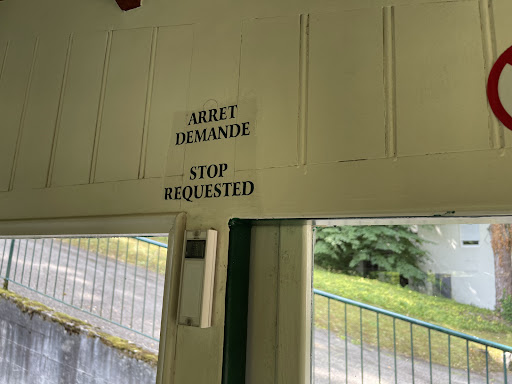 ARRET
DEMANDE
STOP
REQUESTED